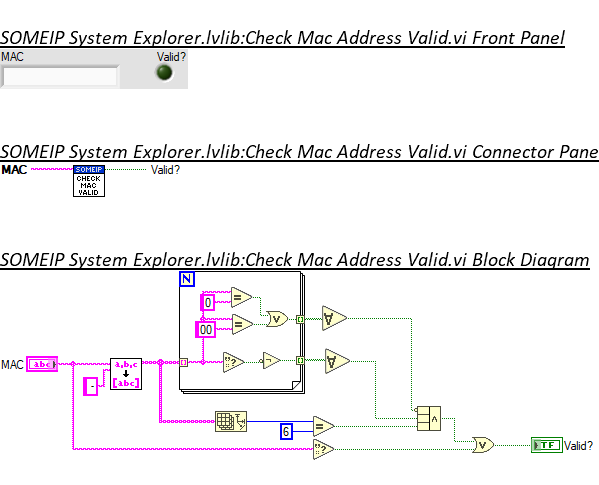 SOMEIP System Explorer.lvlib:Check Mac Address Valid.vi Front Panel
MAC Valid?
SOMEIP System Explorer.lvlib:Check Mac Address Valid.vi Connector Pane
MAC Valid?
SOMEIP
CHECK
MAC
VALID
SOMEIP System Explorer.lvlib:Check Mac Address Valid.vi Block Diagram
N
0
=
V
00
=
∀
"?
¬
∀
MAC
abc
a,b,c
[abc]
-
6
=
Λ
"?
V
TF Valid?